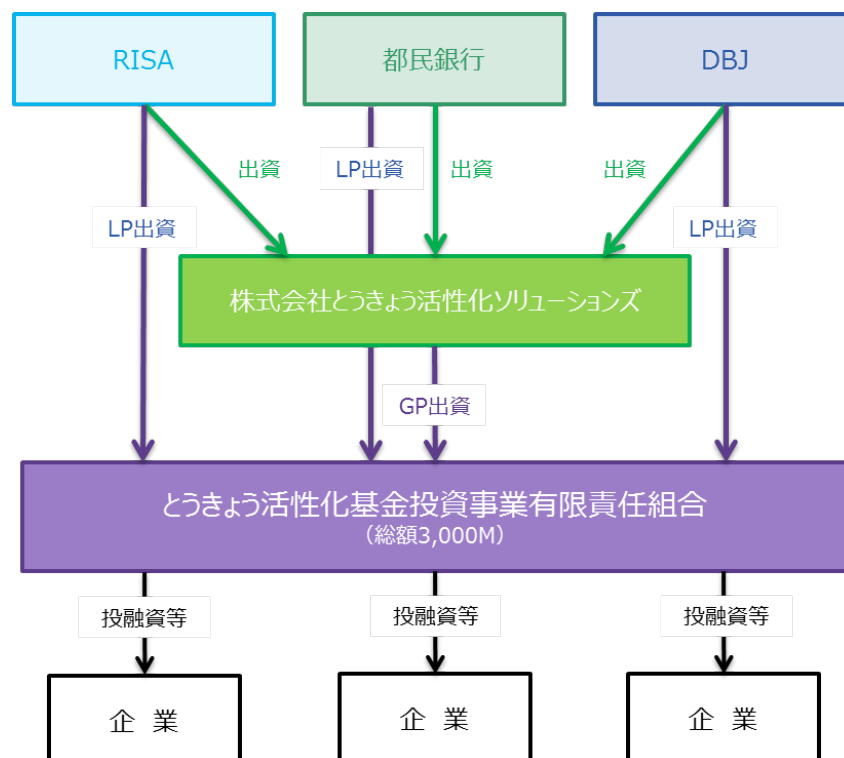 RISA
都民銀行
DBJ
出資
LP出資
出資
出資
LP出資
LP出資
株式会社とうきょう活性化ソリューションズ
GP出資
とうきょう活性化基金投資事業有限責任組合
（総額3,000M）
投融資等
投融資等
投融資等
企 業
企 業
企 業